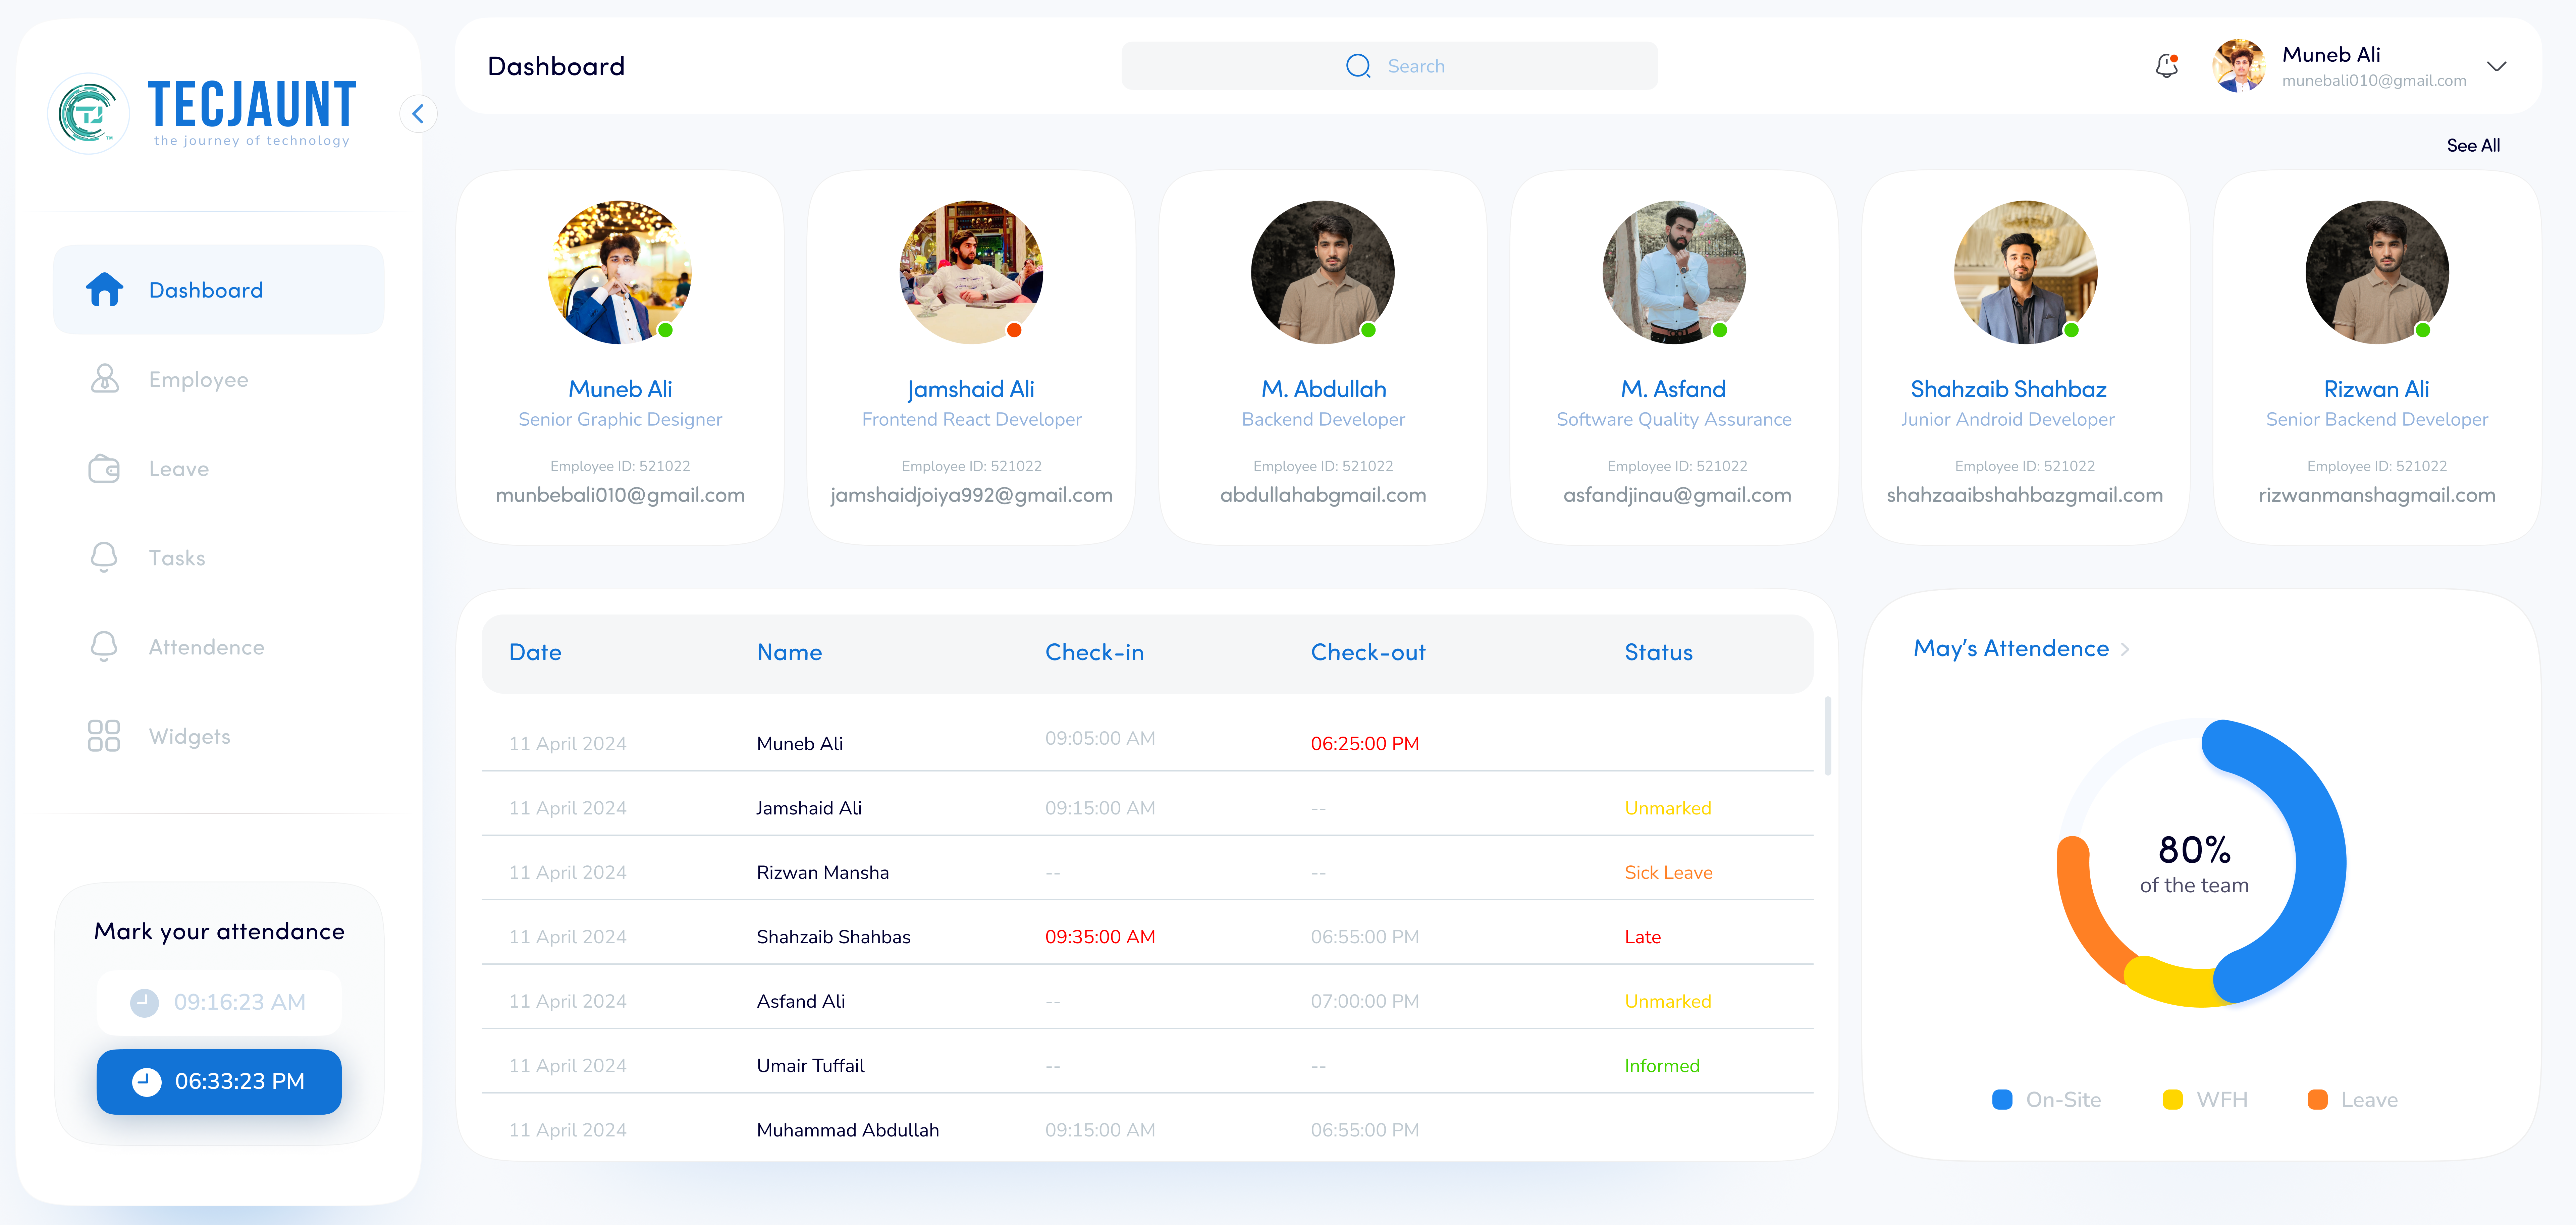 TECJAUNT
the journey of technology
Dashboard
Employee
Leave
Tasks
Attendence
Widgets
Mark your attendance
09:16:23 AM
06:33:23 PM
Dashboard
Search
Muneb Ali
munebali010@gmail.com
See All
Muneb Ali
Senior Graphic Designer
Employee ID: 521022
munbebali010@gmail.com
Jamshaid Ali
Frontend React Developer
Employee ID: 521022
jamshaidjoiya992@gmail.com
M. Abdullah
Backend Developer
Employee ID: 521022
abdullahabgmail.com
M. Asfand
Software Quality Assurance
Employee ID: 521022
asfandjinau@gmail.com
Shahzaib Shahbaz
Junior Android Developer
Employee ID: 521022
shahzaaibshahbazgmail.com
Rizwan Ali
Senior Backend Developer
Employee ID: 521022
rizwanmanshagmail.com
Date Name Check-in Check-out Status
11 April 2024 Muneb Ali 09:05:00 AM 06:25:00 PM
11 April 2024 Jamshaid Ali 09:15:00 AM -- Unmarked
11 April 2024 Rizwan Mansha -- -- Sick Leave
11 April 2024 Shahzaib Shahbas 09:35:00 AM 06:55:00 PM Late
11 April 2024 Asfand Ali -- 07:00:00 PM Unmarked
11 April 2024 Umair Tuffail -- -- Informed
11 April 2024 Muhammad Abdullah 09:15:00 AM 06:55:00 PM
May’s Attendence
80%
of the team
On-Site WFH Leave